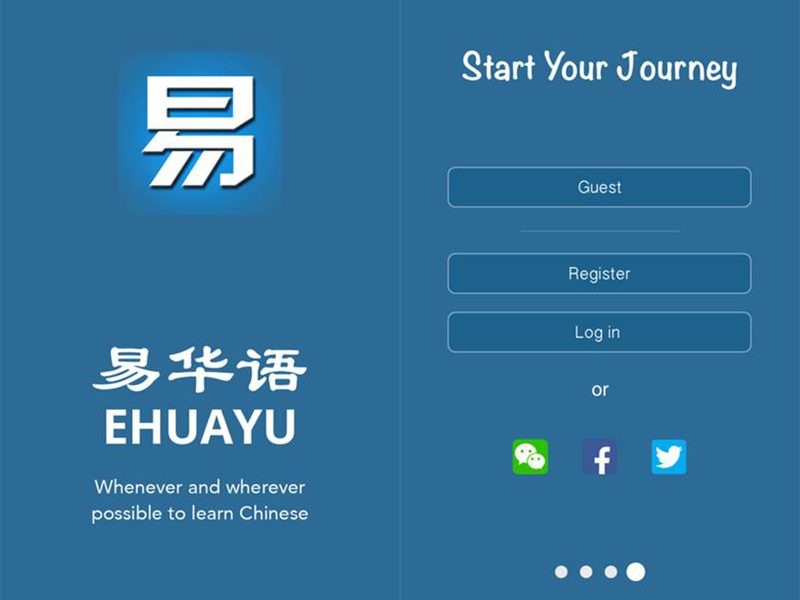 易
易华语
EHUAYU
Whenever and wherever
possible to learn Chinese
Start Your Journey
Guest
Register
Log in
or